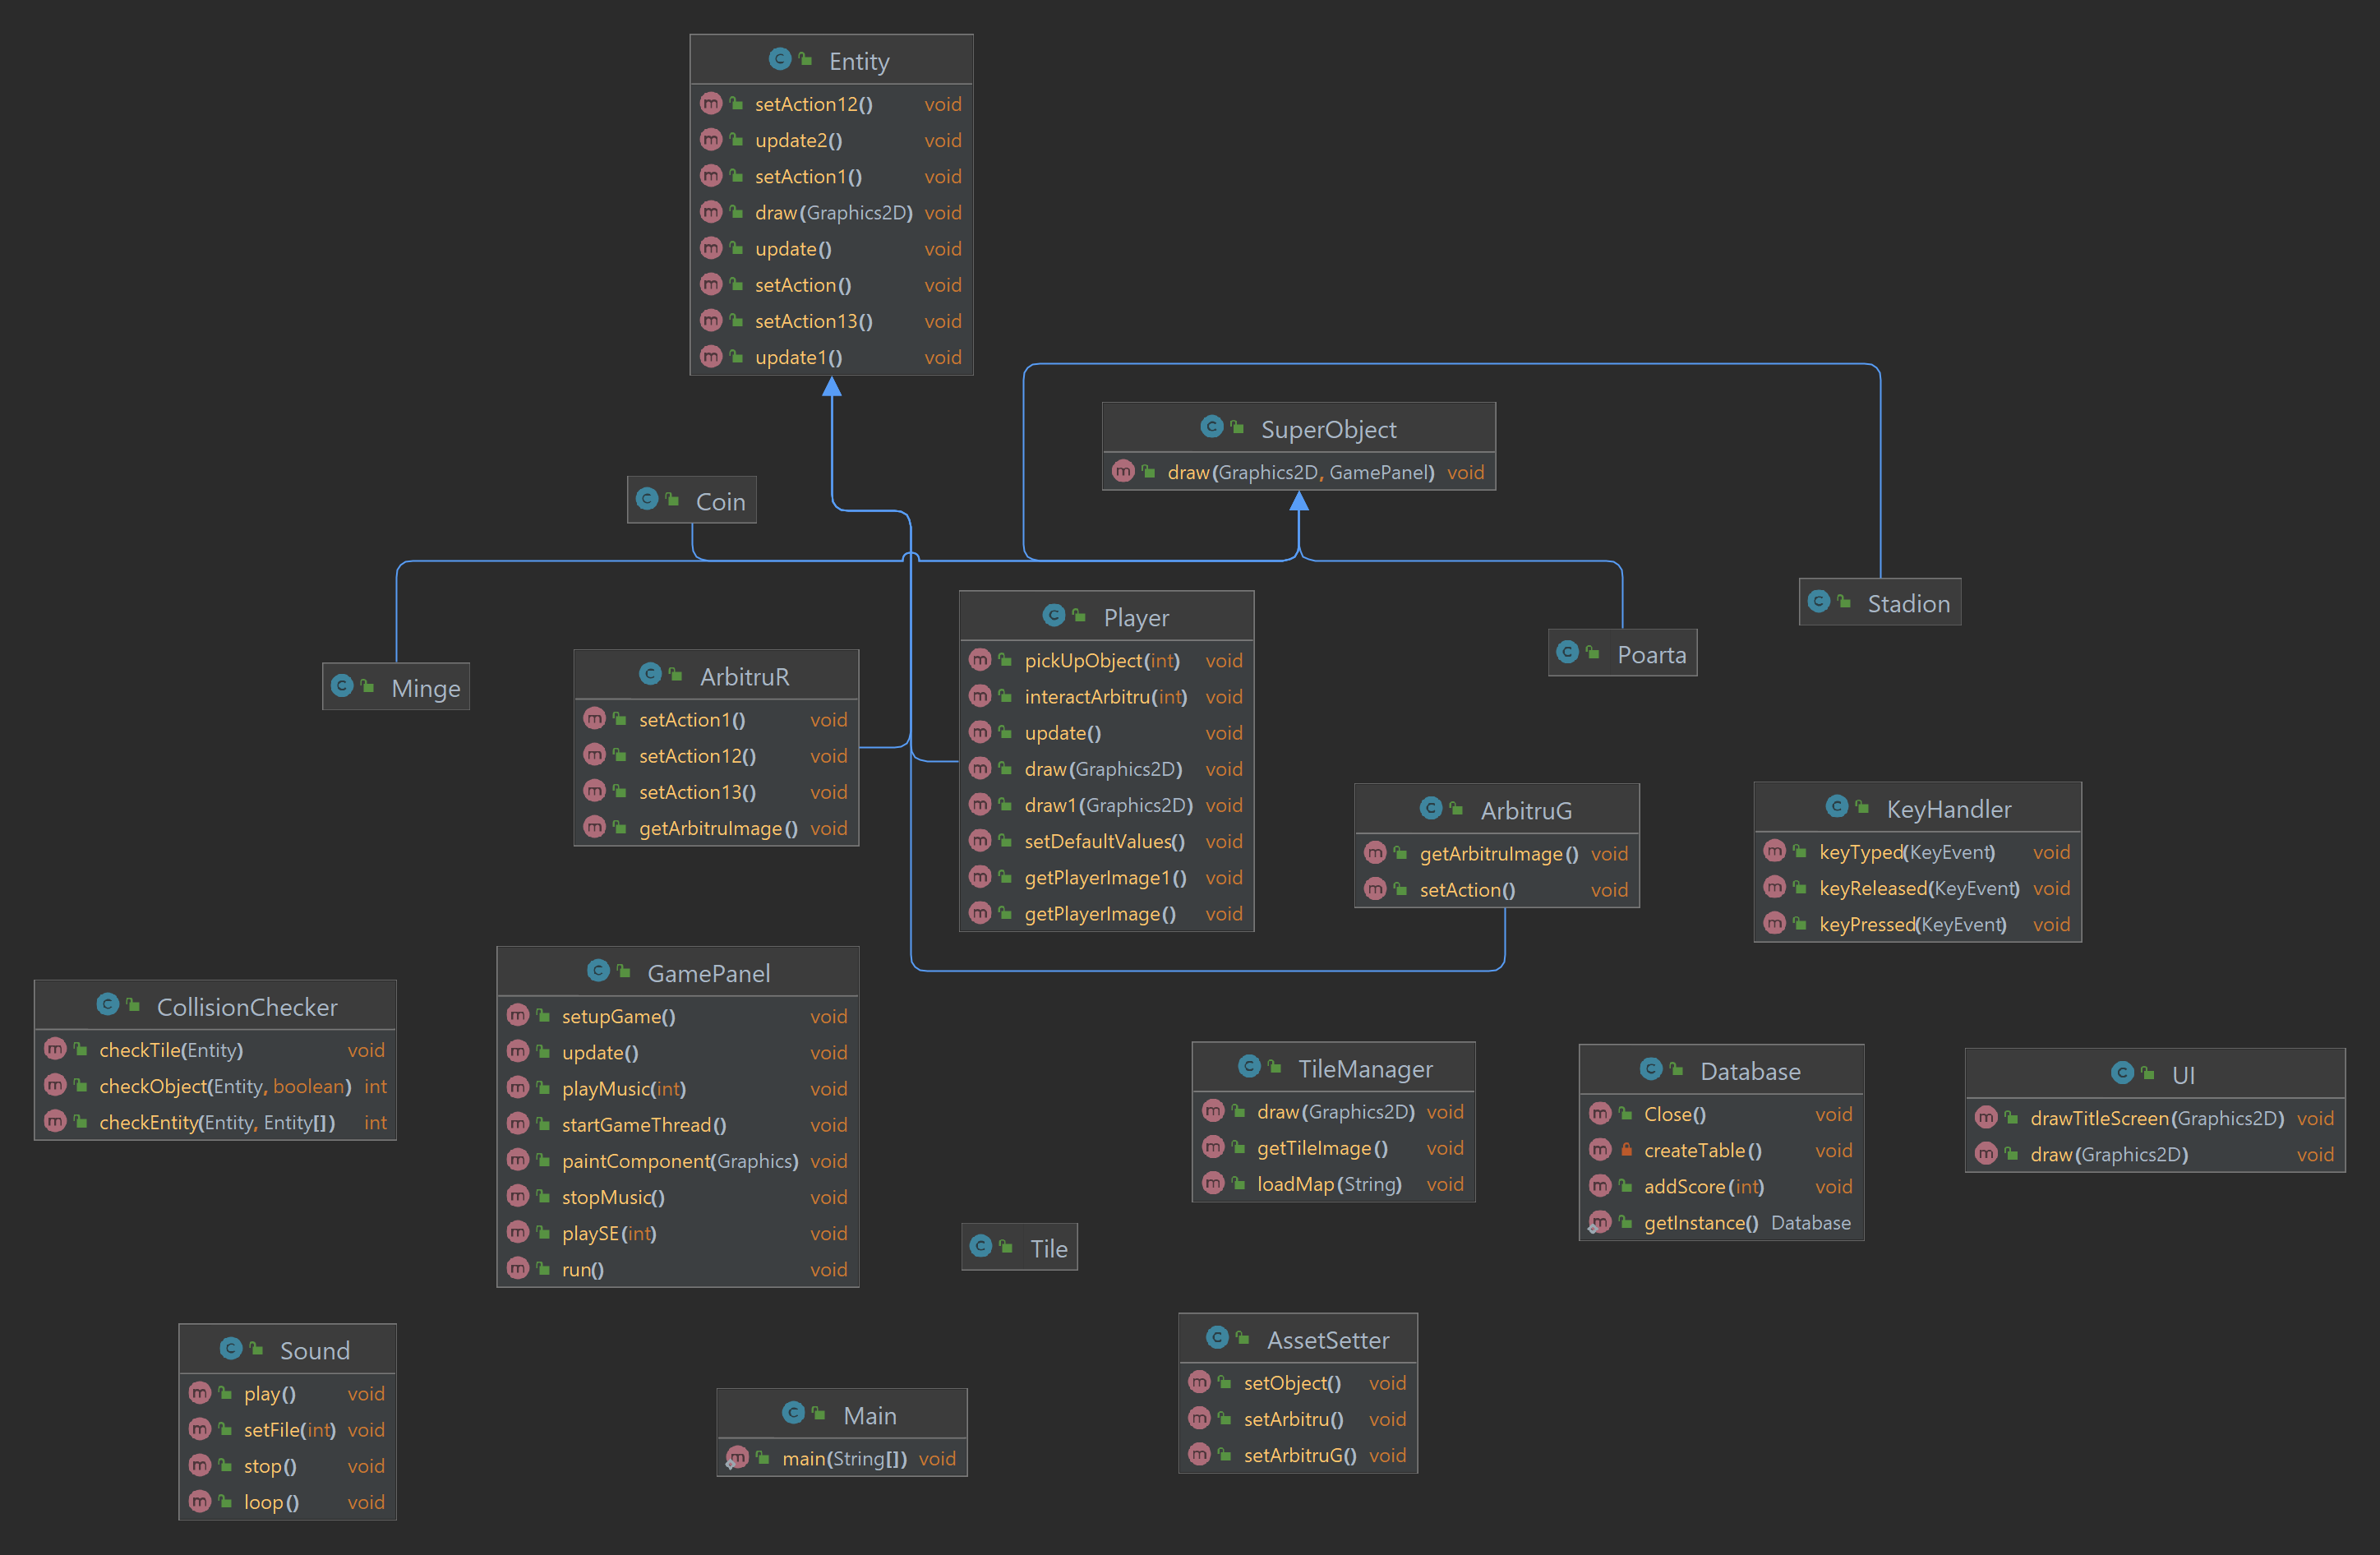 Entity
setAction12() void
update2() void
setAction1() void
draw(Graphics2D) void
update() void
setAction() void
setAction13() void
update1() void
SuperObject
draw(Graphics2D, GamePanel) void
Coin
Stadion
Poarta
Minge
ArbitruR
setAction1() void
setAction12() void
setAction13() void
getArbitruImage() void
Player
pickUpObject(int) void
interactArbitru(int) void
update() void
draw(Graphics2D) void
draw1(Graphics2D) void
setDefaultValues() void
getPlayerImage1() void
getPlayerImage() void
ArbitruG
getArbitruImage() void
setAction() void
KeyHandler
keyTyped(KeyEvent) void
keyReleased(KeyEvent) void
keyPressed(KeyEvent) void
CollisionChecker
checkTile(Entity) void
checkObject(Entity, boolean) int
checkEntity(Entity, Entity[]) int
GamePanel
setupGame() void
update() void
playMusic(int) void
startGameThread() void
paintComponent(Graphics) void
stopMusic() void
playSE(int) void
run() void
TileManager
draw(Graphics2D) void
getTileImage() void
loadMap(String) void
Database
Close() void
createTable() void
addScore(int) void
getInstance() Database
UI
drawTitleScreen(Graphics2D) void
draw(Graphics2D) void
Tile
Sound
play() void
setFile(int) void
stop() void
loop() void
Main
main(String[]) void
AssetSetter
setObject() void
setArbitru() void
setArbitruG() void